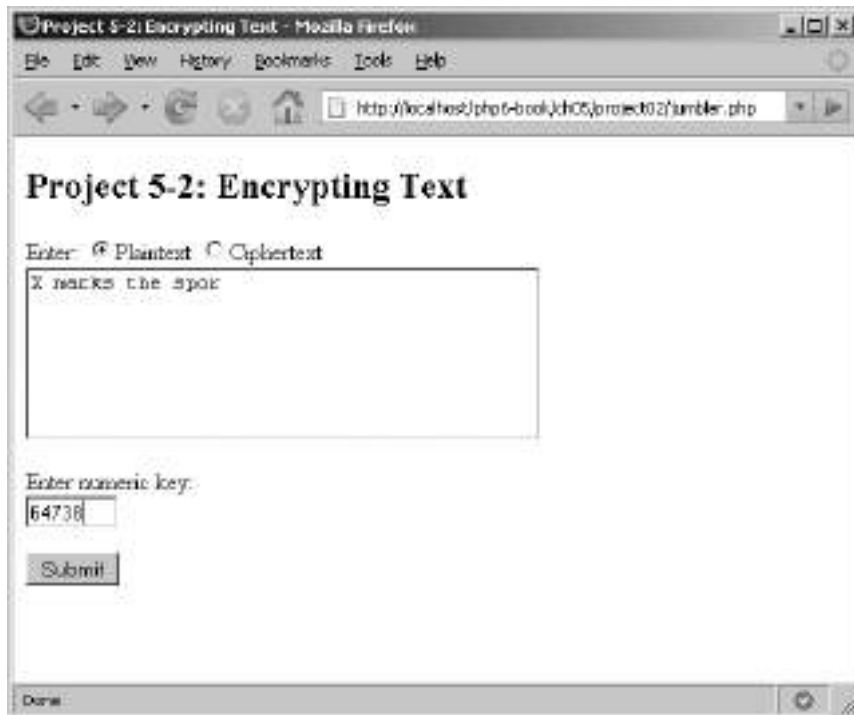 Project 5-2: Encrypting Text - Mozilla Firefox
File Edit View History Bookmarks Tools Help
http://localhost/php6-book/ch05/project02/jumbler.php
Project 5-2: Encrypting Text
Enter: Plaintext Ciphertext
X marks the spot
Enter numeric key:
64738
Submit
Done